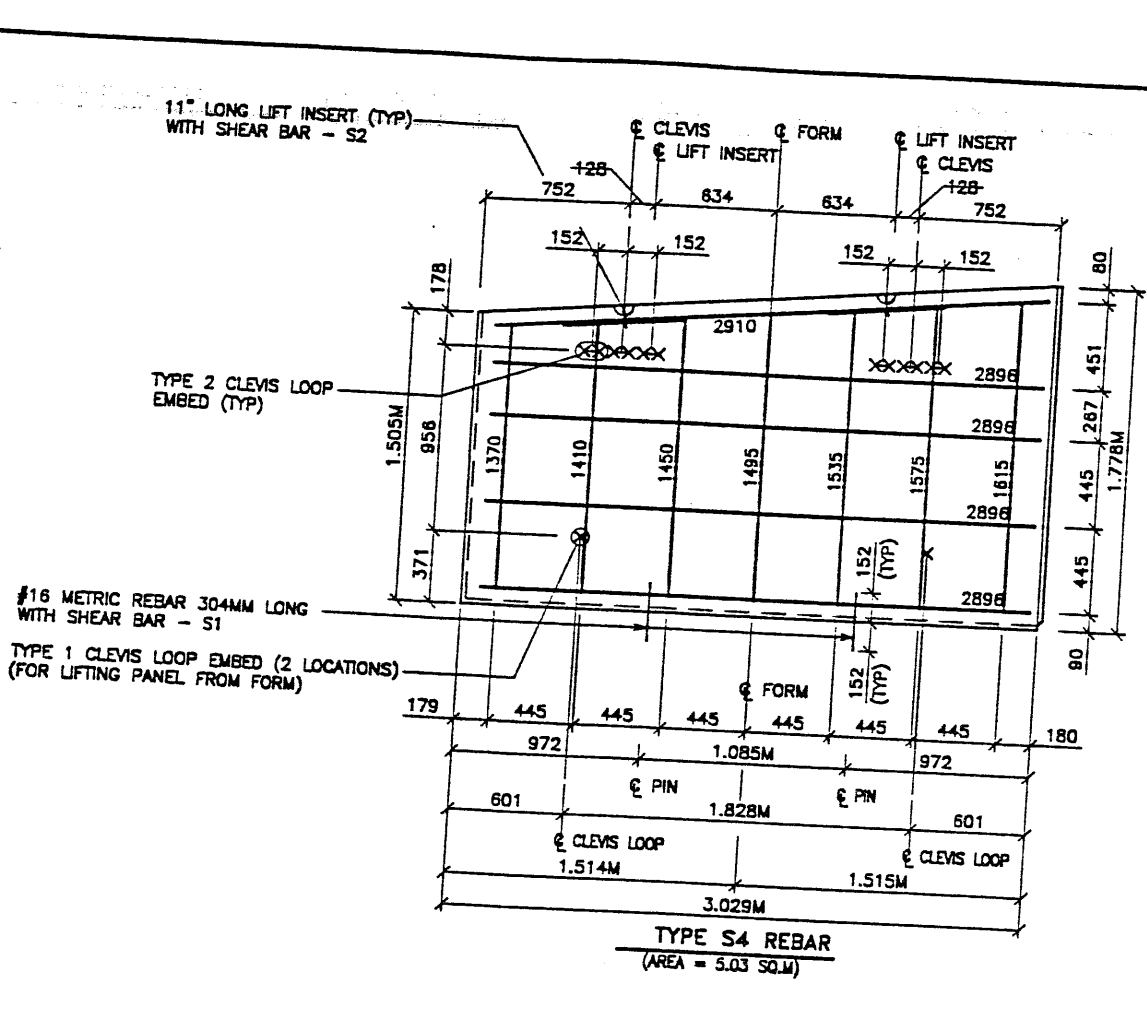 11" LONG LIFT INSERT (TYP)
WITH SHEAR BAR - S2
℄ CLEVIS
℄ LIFT INSERT
℄ FORM
℄ LIFT INSERT
℄ CLEVIS
752
128
634
634
128
752
152
152
152
152
178
80
2910
2896
451
TYPE 2 CLEVIS LOOP
EMBED (TYP)
1.505M
956
1370
1410
1450
1495
1535
1575
1615
2896
267
1.778M
445
2896
371
152
(TYP)
445
2896
#16 METRIC REBAR 304MM LONG
WITH SHEAR BAR - S1
TYPE 1 CLEVIS LOOP EMBED (2 LOCATIONS)
(FOR LIFTING PANEL FROM FORM)
152
(TYP)
90
℄ FORM
179
445
445
445
445
445
445
180
972
1.085M
972
℄ PIN
℄ PIN
601
1.828M
601
℄ CLEVIS LOOP
℄ CLEVIS LOOP
1.514M
1.515M
3.029M
TYPE S4 REBAR
(AREA = 5.03 SQ.M)